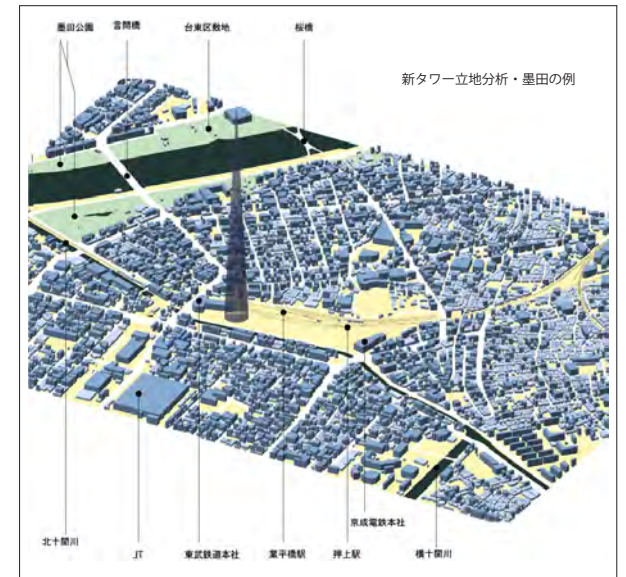 墨田公園
言問橋
台東区敷地
桜橋
新タワー立地分析・墨田の例
北十間川
JT
東武鉄道本社
業平橋駅
押上駅
京成電鉄本社
横十間川